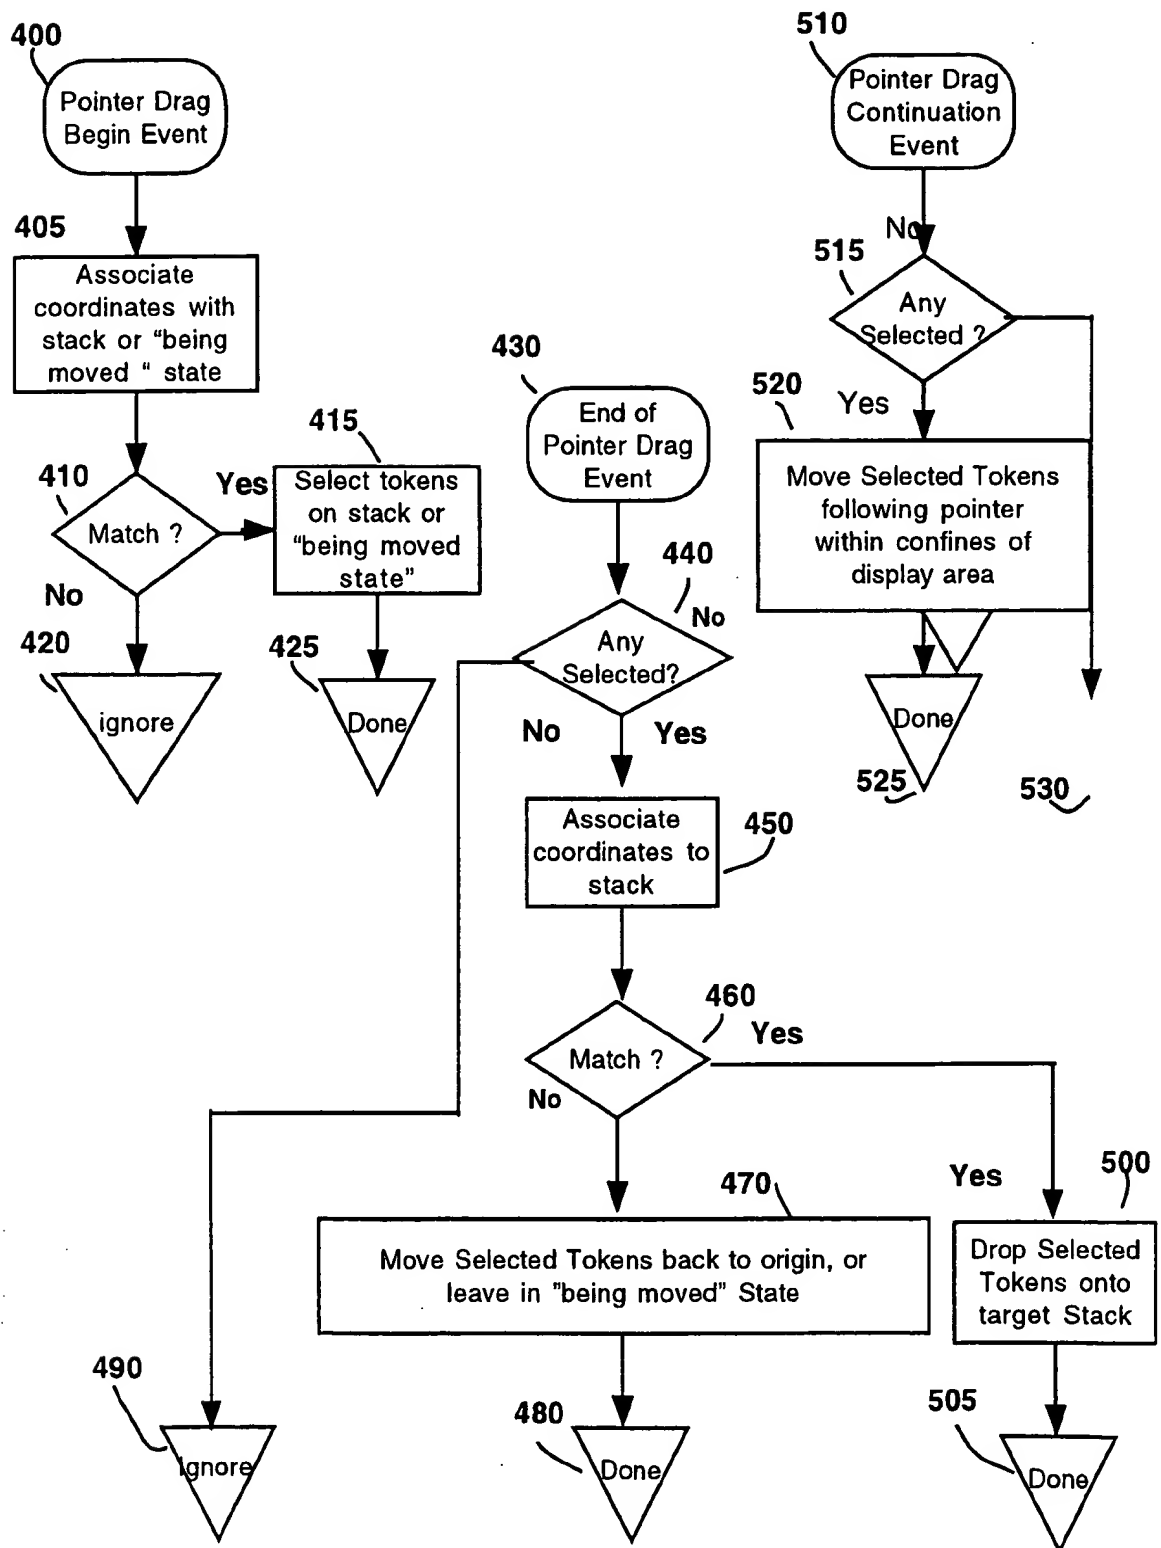 400
Pointer Drag
Begin Event
405
Associate
coordinates with
stack or “being
moved “ state
410
Match ?
Yes
No
415
Select tokens
on stack or
“being moved
state”
420
ignore
425
Done
430
End of
Pointer Drag
Event
440
No
Any
Selected?
No
Yes
450
Associate
coordinates to
stack
460
Match ?
Yes
No
470
Move Selected Tokens back to origin, or
leave in "being moved" State
Yes
500
Drop Selected
Tokens onto
target Stack
490
Ignore
480
Done
505
Done
510
Pointer Drag
Continuation
Event
No
515
Any
Selected ?
520
Yes
Move Selected Tokens
following pointer
within confines of
display area
Done
525
530